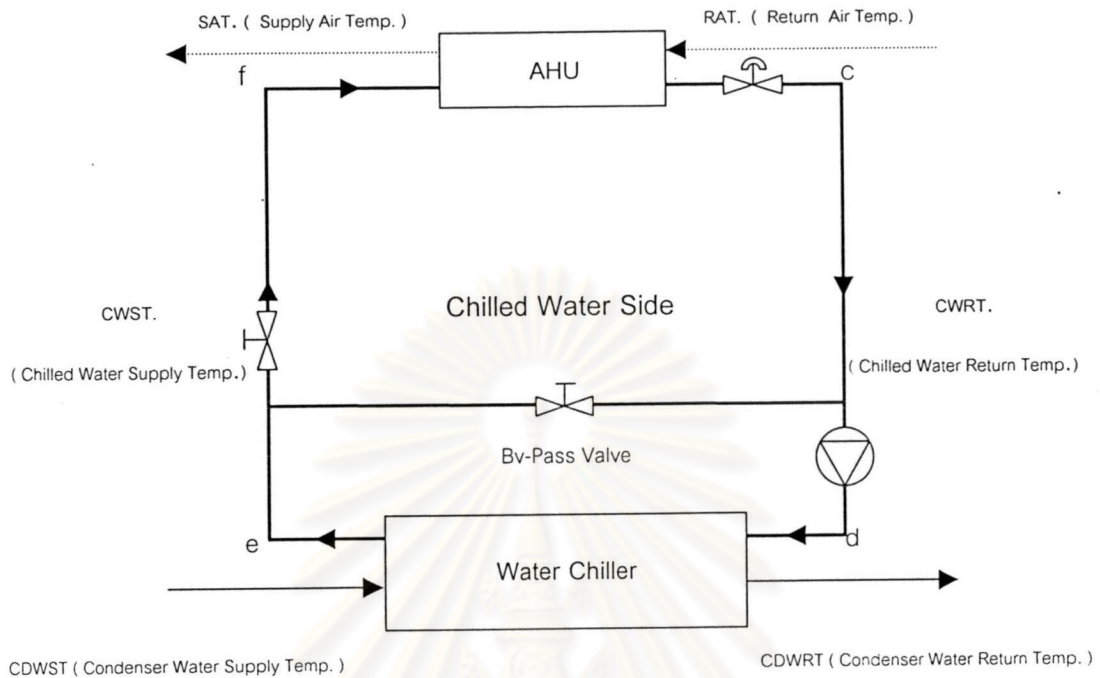 SAT. ( Supply Air Temp. )
RAT. ( Return Air Temp. )
AHU
f
c
Chilled Water Side
CWST.
( Chilled Water Supply Temp. )
CWRT.
( Chilled Water Return Temp. )
Bv-Pass Valve
e
d
Water Chiller
CDWST ( Condenser Water Supply Temp. )
CDWRT ( Condenser Water Return Temp. )